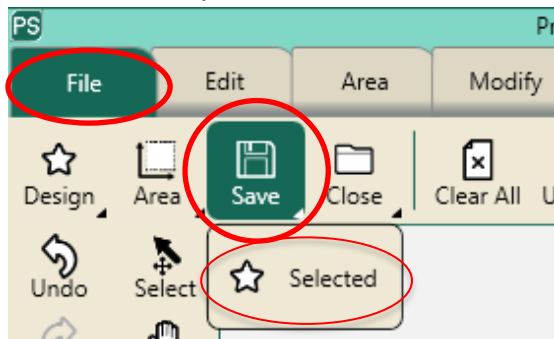 PS Pr
File Edit Area Modify
Design Area Save Close Clear All U
Undo Select Selected